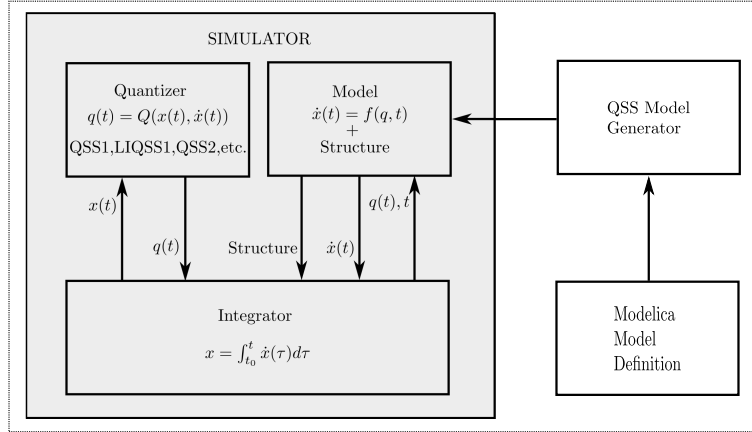 SIMULATOR
Quantizer
q(t) = Q(x(t), ẋ(t))
QSS1,LIQSS1,QSS2,etc.
Model
ẋ(t) = f(q, t)
+
Structure
QSS Model
Generator
x(t)
q(t)
Structure
ẋ(t)
q(t), t
Integrator
x = ∫_{t_0}^{t} ẋ(τ)dτ
Modelica
Model
Definition